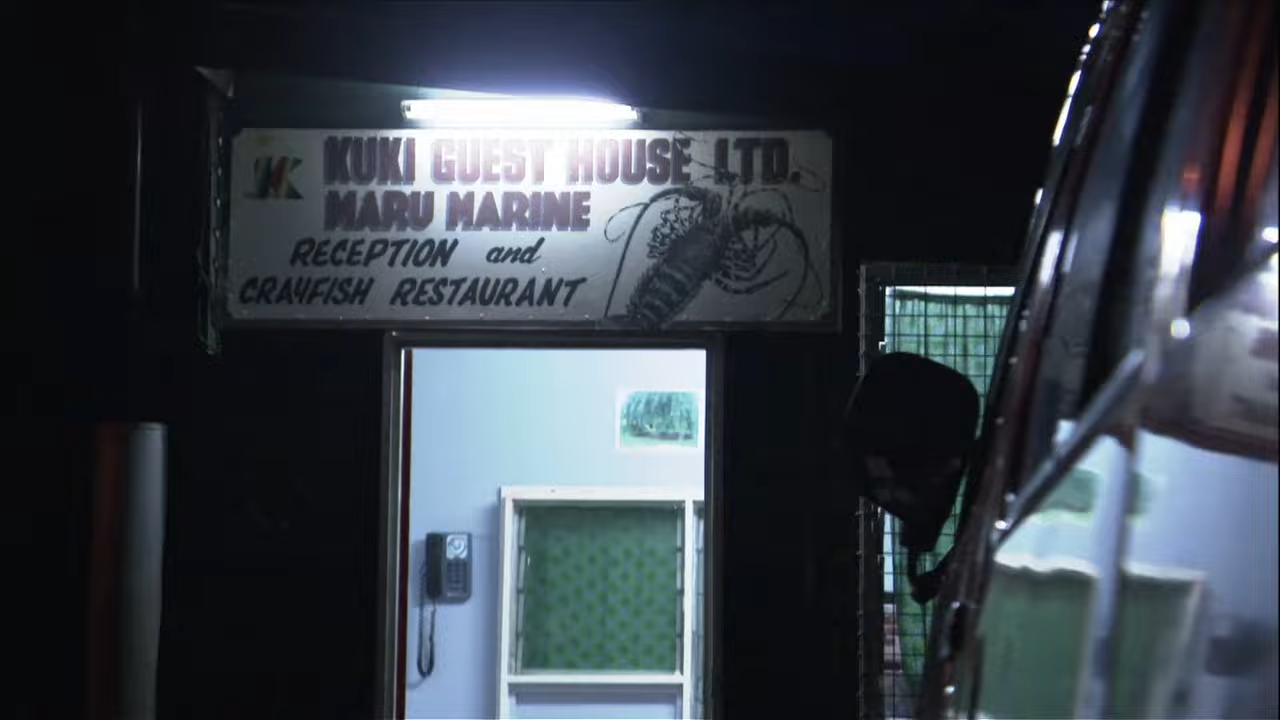 KUKI GUEST HOUSE LTD.
MARU MARINE
RECEPTION and
CRAYFISH RESTAURANT